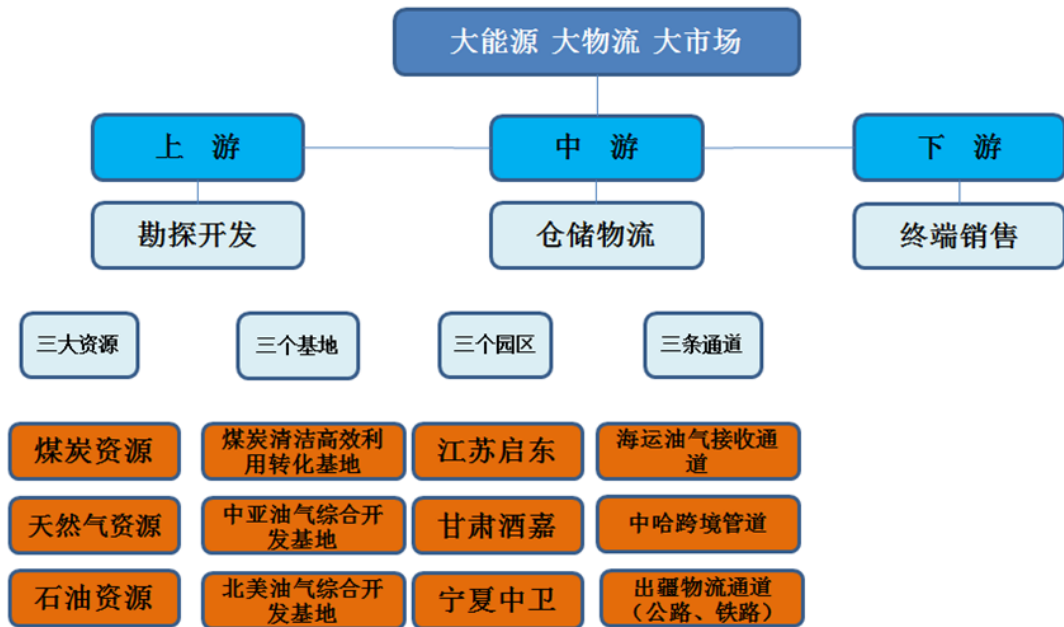 大能源 大物流 大市场
上 游
中 游
下 游
勘探开发
仓储物流
终端销售
三大资源
三个基地
三个园区
三条通道
煤炭资源
煤炭清洁高效利
用转化基地
江苏启东
海运油气接收通
道
天然气资源
中亚油气综合开
发基地
甘肃酒嘉
中哈跨境管道
石油资源
北美油气综合开
发基地
宁夏中卫
出疆物流通道
（公路、铁路）